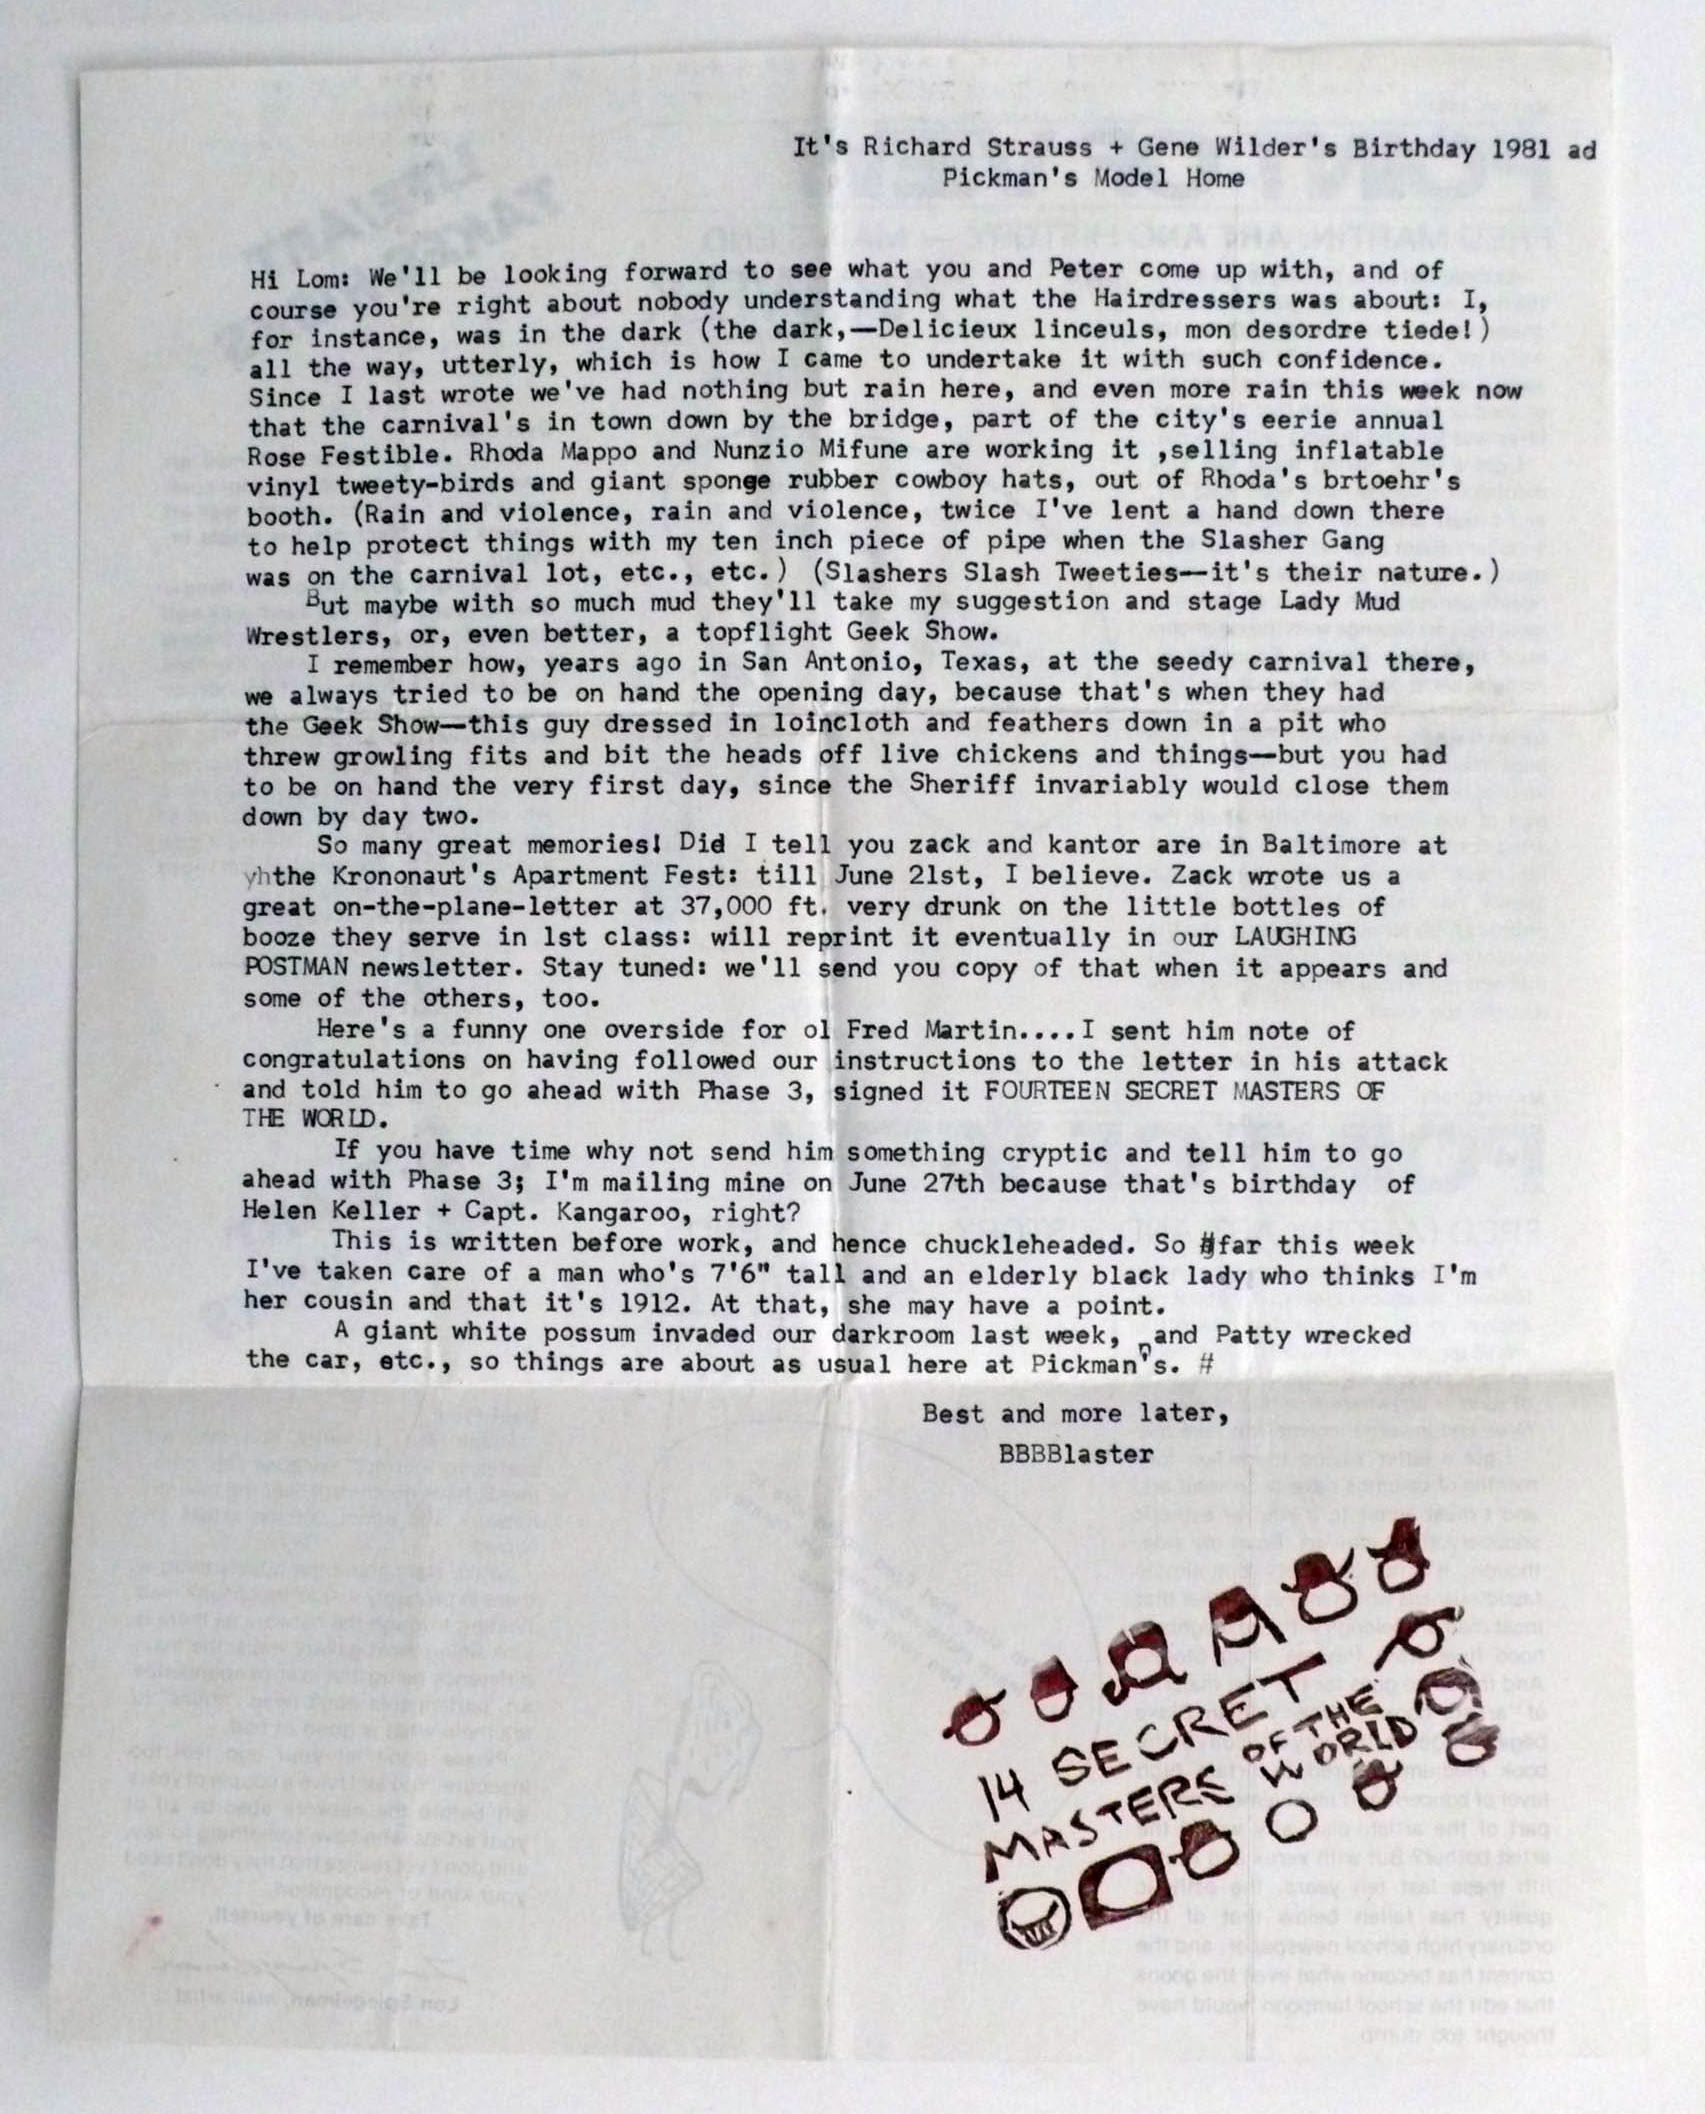 It's Richard Strauss + Gene Wilder's Birthday 1981 ad
Pickman's Model Home
Hi Lom: We'll be looking forward to see what you and Peter come up with, and of
course you're right about nobody understanding what the Hairdressers was about: I,
for instance, was in the dark (the dark,—Delicieux linceuls, mon desordre tiede!)
all the way, utterly, which is how I came to undertake it with such confidence.
Since I last wrote we've had nothing but rain here, and even more rain this week now
that the carnival's in town down by the bridge, part of the city's eerie annual
Rose Festible. Rhoda Mappo and Nunzio Mifune are working it ,selling inflatable
vinyl tweety-birds and giant sponge rubber cowboy hats, out of Rhoda's brtoehr's
booth. (Rain and violence, rain and violence, twice I've lent a hand down there
to help protect things with my ten inch piece of pipe when the Slasher Gang
was on the carnival lot, etc., etc.) (Slashers Slash Tweeties—it's their nature.)
But maybe with so much mud they'll take my suggestion and stage Lady Mud
Wrestlers, or, even better, a topflight Geek Show.
I remember how, years ago in San Antonio, Texas, at the seedy carnival there,
we always tried to be on hand the opening day, because that's when they had
the Geek Show—this guy dressed in loincloth and feathers down in a pit who
threw growling fits and bit the heads off live chickens and things—but you had
to be on hand the very first day, since the Sheriff invariably would close them
down by day two.
So many great memories! Did I tell you zack and kantor are in Baltimore at
yhthe Krononaut's Apartment Fest: till June 21st, I believe. Zack wrote us a
great on-the-plane-letter at 37,000 ft. very drunk on the little bottles of
booze they serve in 1st class: will reprint it eventually in our LAUGHING
POSTMAN newsletter. Stay tuned: we'll send you copy of that when it appears and
some of the others, too.
Here's a funny one overside for ol Fred Martin....I sent him note of
congratulations on having followed our instructions to the letter in his attack
and told him to go ahead with Phase 3, signed it FOURTEEN SECRET MASTERS OF
THE WORLD.
If you have time why not send him something cryptic and tell him to go
ahead with Phase 3; I'm mailing mine on June 27th because that's birthday of
Helen Keller + Capt. Kangaroo, right?
This is written before work, and hence chuckleheaded. So far this week
I've taken care of a man who's 7'6" tall and an elderly black lady who thinks I'm
her cousin and that it's 1912. At that, she may have a point.
A giant white possum invaded our darkroom last week, and Patty wrecked
the car, etc., so things are about as usual here at Pickman's. #
Best and more later,
BBBBlaster
14 SECRET
MASTERS OF THE
WORLD